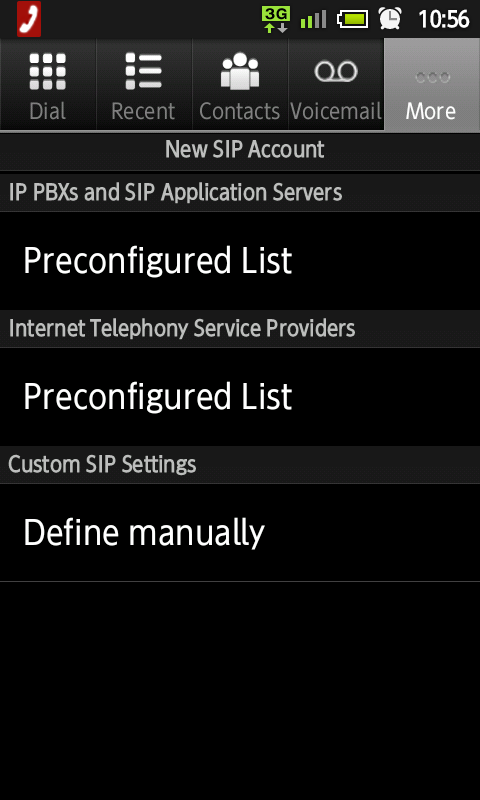 3G 10:56
Dial Recent Contacts Voicemail More
New SIP Account
IP PBXs and SIP Application Servers
Preconfigured List
Internet Telephony Service Providers
Preconfigured List
Custom SIP Settings
Define manually